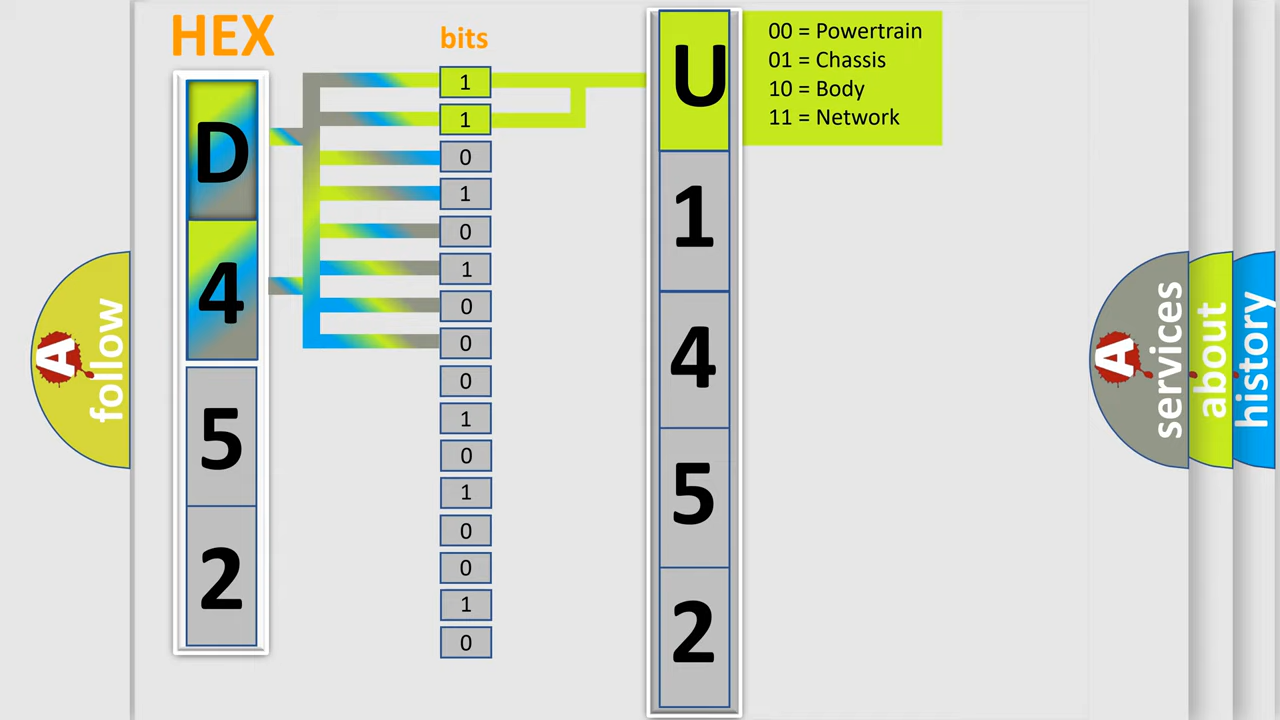 HEX
bits
D
4
5
2
1
1
0
1
0
1
0
0
0
1
0
1
0
0
1
0
U
1
4
5
2
00 = Powertrain
01 = Chassis
10 = Body
11 = Network
A
follow
A
services
about
history